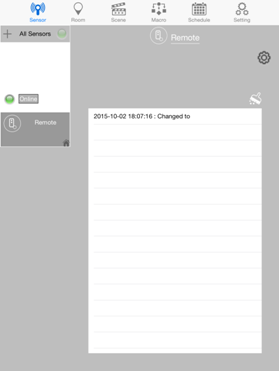 Sensor Room Scene Macro Schedule Setting
All Sensors
Remote
Online
Remote
2015-10-02 18:07:16 : Changed to